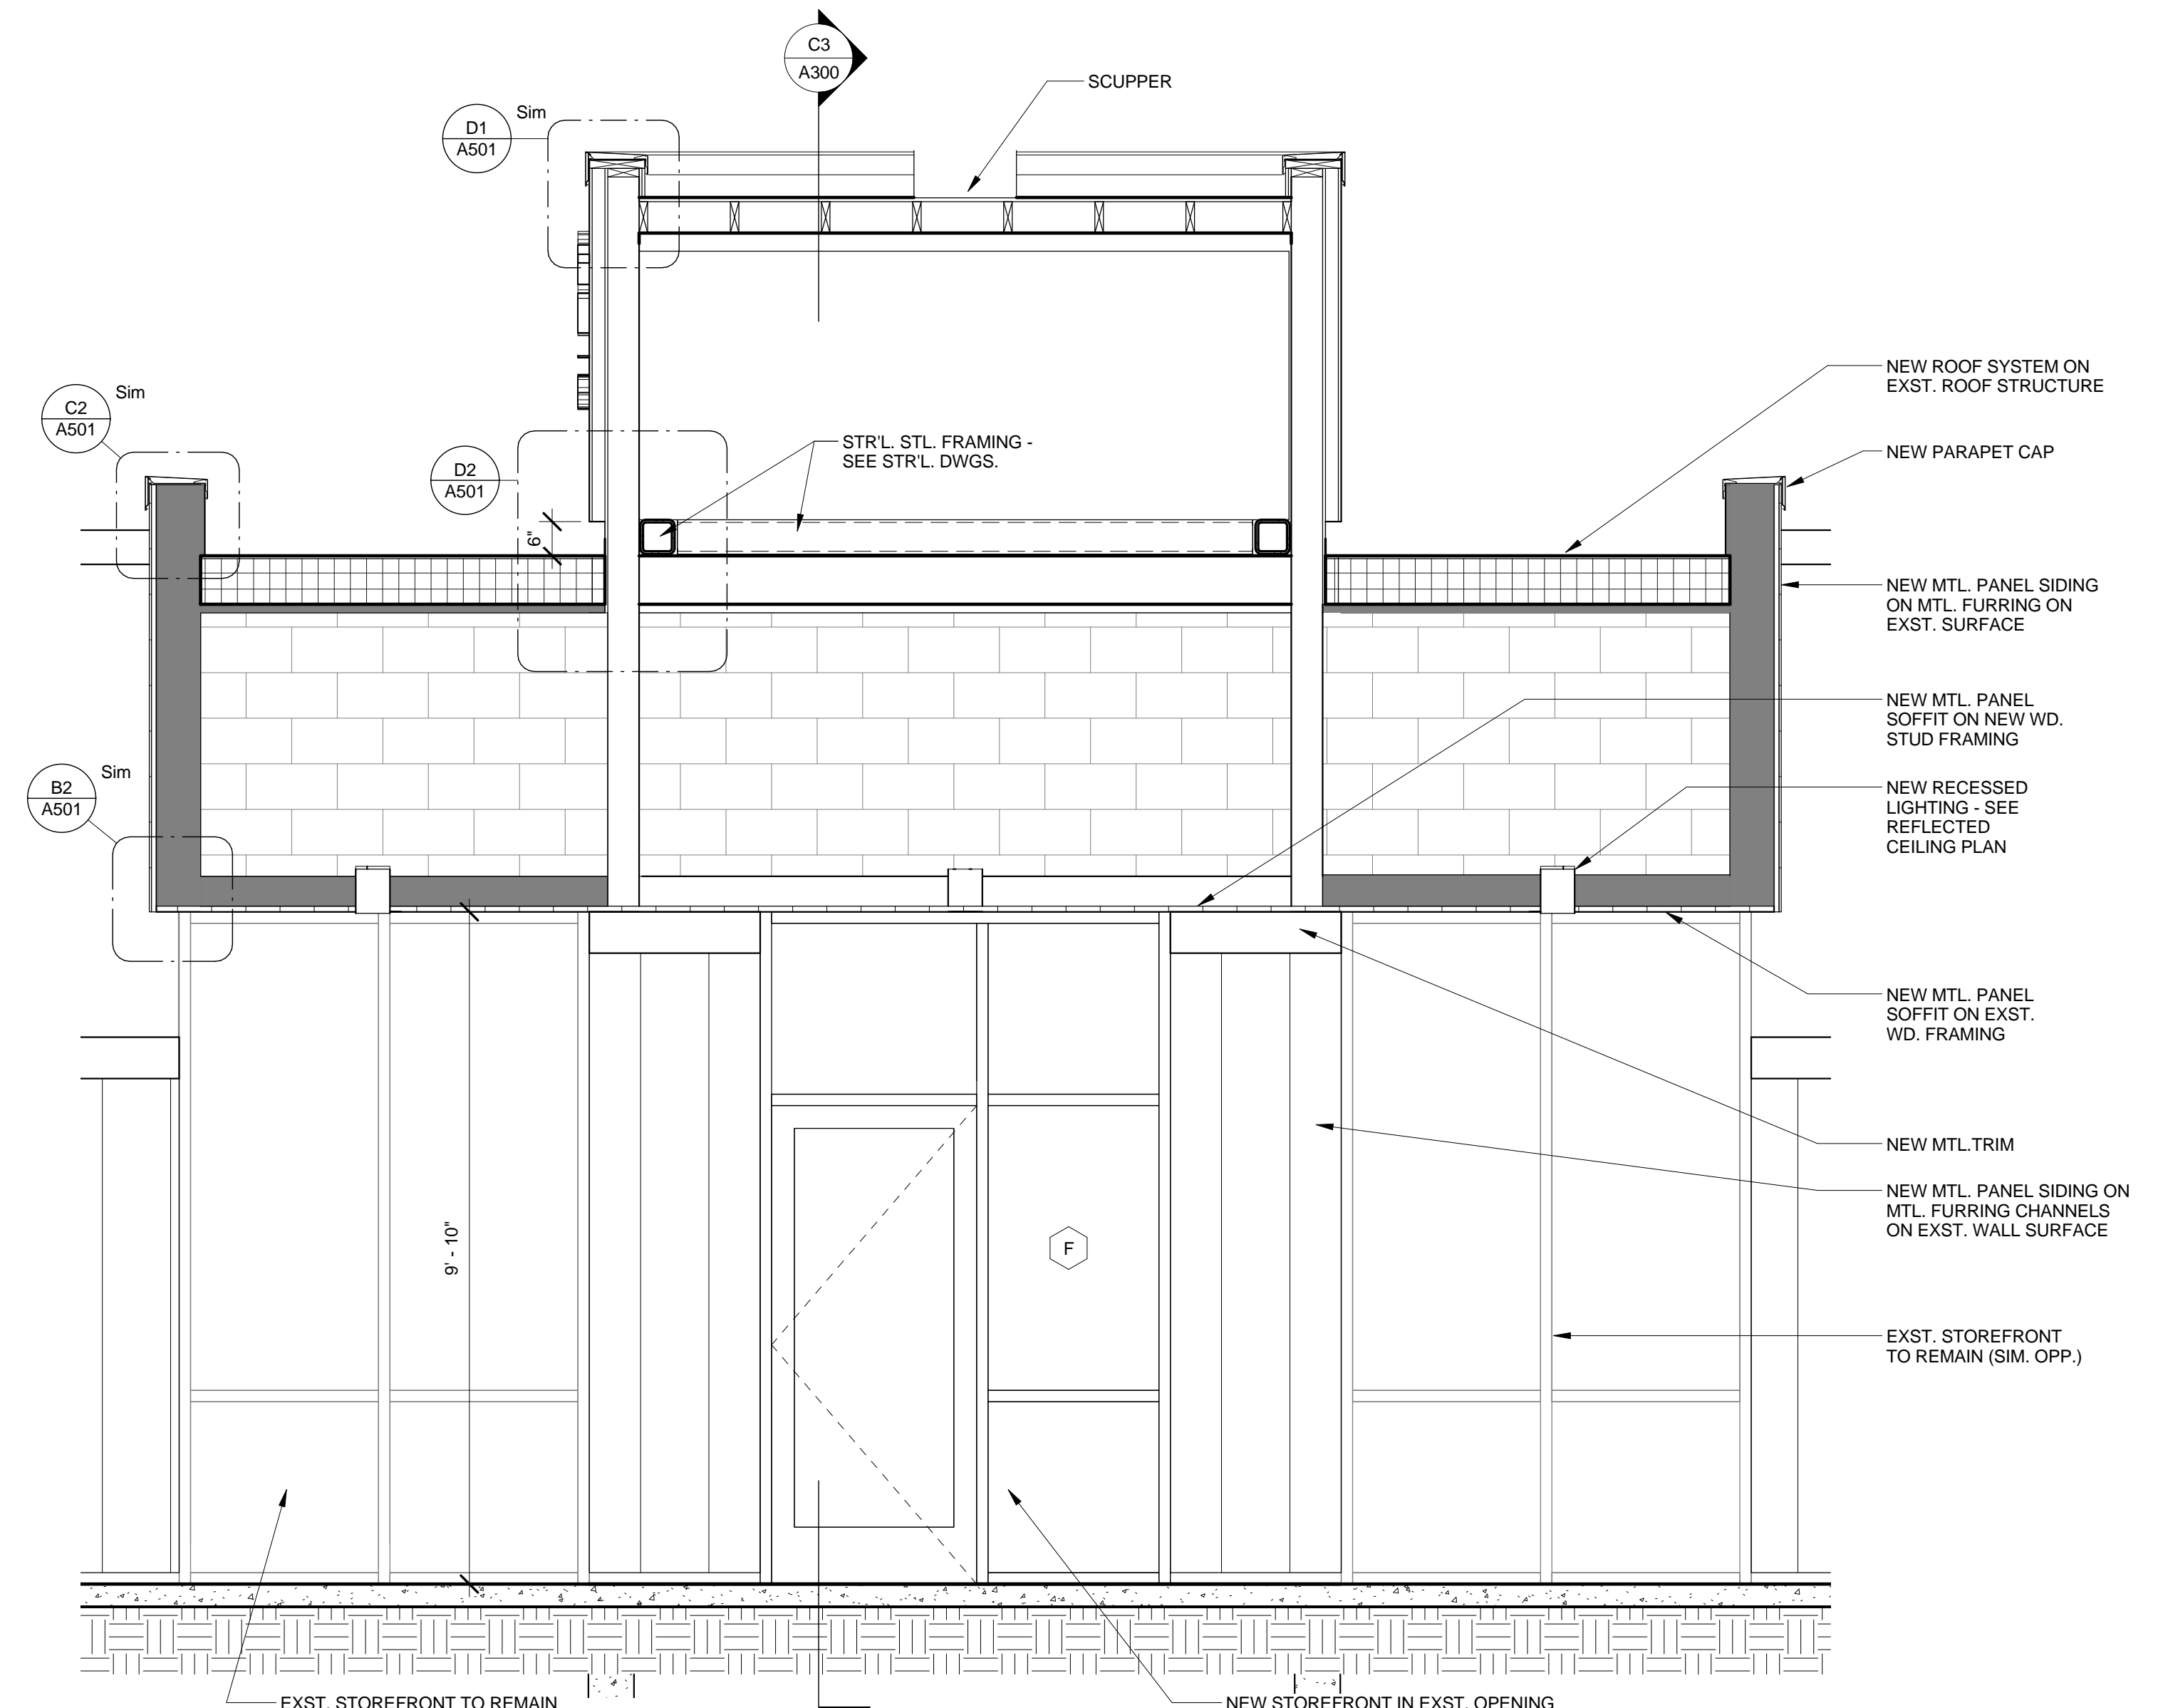 C3
A300
SCUPPER
D1
A501
Sim
NEW ROOF SYSTEM ON
EXST. ROOF STRUCTURE
C2
A501
Sim
STR'L. STL. FRAMING -
SEE STR'L. DWGS.
NEW PARAPET CAP
D2
A501
6"
NEW MTL. PANEL SIDING
ON MTL. FURRING ON
EXST. SURFACE
NEW MTL. PANEL
SOFFIT ON NEW WD.
STUD FRAMING
B2
A501
Sim
NEW RECESSED
LIGHTING - SEE
REFLECTED
CEILING PLAN
NEW MTL. PANEL
SOFFIT ON EXST.
WD. FRAMING
NEW MTL.TRIM
NEW MTL. PANEL SIDING ON
MTL. FURRING CHANNELS
ON EXST. WALL SURFACE
9' - 10"
F
EXST. STOREFRONT
TO REMAIN (SIM. OPP.)
EXST. STOREFRONT TO REMAIN
NEW STOREFRONT IN EXST. OPENING